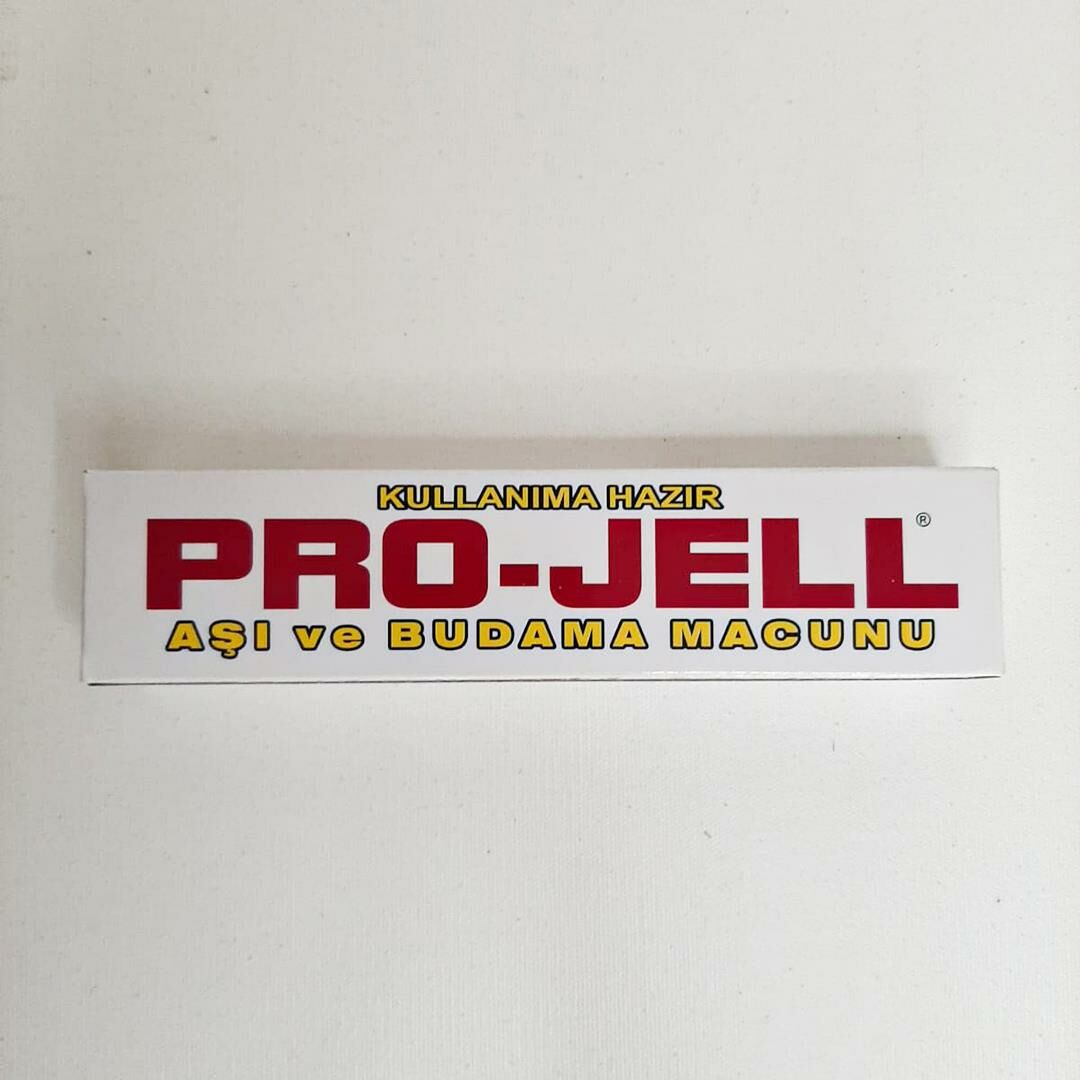 KULLANIMA HAZIR
PRO-JELL®
AŞI ve BUDAMA MACUNU